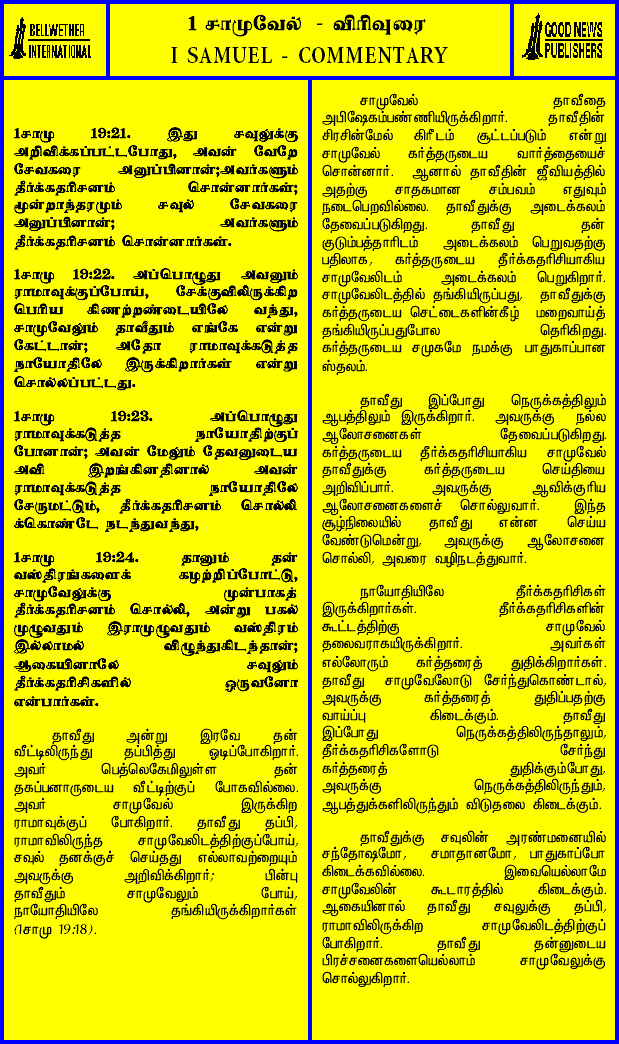 BELLWETHER
INTERNATIONAL
1 சாமுவேல் - விரிவுரை
I SAMUEL - COMMENTARY
GOOD NEWS
PUBLISHERS
1சாமு 19:21. இது சவுலுக்கு
அறிவிக்கப்பட்டபோது, அவன் வேறே
சேவகரை அனுப்பினான்;அவர்களும்
தீர்க்கதரிசனம் சொன்னார்கள்;
மூன்றாந்தரமும் சவுல் சேவகரை
அனுப்பினான்; அவர்களும்
தீர்க்கதரிசனம் சொன்னார்கள்.
1சாமு 19:22. அப்பொழுது அவனும்
ராமாவுக்குப்போய், சேக்குவிலிருக்கிற
பெரிய கிணற்றண்டையிலே வந்து,
சாமுவேலும் தாவீதும் எங்கே என்று
கேட்டான்; அதோ ராமாவுக்கடுத்த
நாயோதிலே இருக்கிறார்கள் என்று
சொல்லப்பட்டது.
1சாமு 19:23. அப்பொழுது
ராமாவுக்கடுத்த நாயோதிற்குப்
போனான்; அவன் மேலும் தேவனுடைய
அவி இறங்கினதினால் அவன்
ராமாவுக்கடுத்த நாயோதிலே
சேருமட்டும், தீர்க்கதரிசனம் சொல்லி
க்கொண்டே நடந்துவந்து,
1சாமு 19:24. தானும் தன்
வஸ்திரங்களைக் கழற்றிப்போட்டு,
சாமுவேலுக்கு முன்பாகத்
தீர்க்கதரிசனம் சொல்லி, அன்று பகல்
முழுவதும் இராமுழுவதும் வஸ்திரம்
இல்லாமல் விழுந்துகிடந்தான்;
ஆகையினாலே சவுலும்
தீர்க்கதரிசிகளில் ஒருவனோ
என்பார்கள்.
தாவீது அன்று இரவே தன்
வீட்டிலிருந்து தப்பித்து ஓடிப்போகிறார்.
அவர் பெத்லெகேமிலுள்ள தன்
தகப்பனாருடைய வீட்டிற்குப் போகவில்லை.
அவர் சாமுவேல் இருக்கிற
ராமாவுக்குப் போகிறார். தாவீது தப்பி,
ராமாவிலிருந்த சாமுவேலிடத்திற்குப்போய்,
சவுல் தனக்குச் செய்தது எல்லாவற்றையும்
அவருக்கு அறிவிக்கிறார்; பின்பு
தாவீதும் சாமுவேலும் போய்,
நாயோதியிலே தங்கியிருக்கிறார்கள்
(1சாமு 19:18).
சாமுவேல் தாவீதை
அபிஷேகம்பண்ணியிருக்கிறார். தாவீதின்
சிரசின்மேல் கிரீடம் சூட்டப்படும் என்று
சாமுவேல் கர்த்தருடைய வார்த்தையைச்
சொன்னார். ஆனால் தாவீதின் ஜீவியத்தில்
அதற்கு சாதகமான சம்பவம் எதுவும்
நடைபெறவில்லை. தாவீதுக்கு அடைக்கலம்
தேவைப்படுகிறது. தாவீது தன்
குடும்பத்தாரிடம் அடைக்கலம் பெறுவதற்கு
பதிலாக, கர்த்தருடைய தீர்க்கதரிசியாகிய
சாமுவேலிடம் அடைக்கலம் பெறுகிறார்.
சாமுவேலிடத்தில் தங்கியிருப்பது, தாவீதுக்கு
கர்த்தருடைய செட்டைகளின்கீழ் மறைவாய்த்
தங்கியிருப்பதுபோல தெரிகிறது.
கர்த்தருடைய சமுகமே நமக்கு பாதுகாப்பான
ஸ்தலம்.
தாவீது இப்போது நெருக்கத்திலும்
ஆபத்திலும் இருக்கிறார். அவருக்கு நல்ல
ஆலோசனைகள் தேவைப்படுகிறது.
கர்த்தருடைய தீர்க்கதரிசியாகிய சாமுவேல்
தாவீதுக்கு கர்த்தருடைய செய்தியை
அறிவிப்பார். அவருக்கு ஆவிக்குரிய
ஆலோசனைகளைச் சொல்லுவார். இந்த
சூழ்நிலையில் தாவீது என்ன செய்ய
வேண்டுமென்று, அவருக்கு ஆலோசனை
சொல்லி, அவரை வழிநடத்துவார்.
நாயோதியிலே தீர்க்கதரிசிகள்
இருக்கிறார்கள். தீர்க்கதரிசிகளின்
கூட்டத்திற்கு சாமுவேல்
தலைவராகயிருக்கிறார். அவர்கள்
எல்லோரும் கர்த்தரைத் துதிக்கிறார்கள்.
தாவீது சாமுவேலோடு சேர்ந்துகொண்டால்,
அவருக்கு கர்த்தரைத் துதிப்பதற்கு
வாய்ப்பு கிடைக்கும். தாவீது
இப்போது நெருக்கத்திலிருந்தாலும்,
தீர்க்கதரிசிகளோடு சேர்ந்து
கர்த்தரைத் துதிக்கும்போது,
அவருக்கு நெருக்கத்திலிருந்தும்,
ஆபத்துக்களிலிருந்தும் விடுதலை கிடைக்கும்.
தாவீதுக்கு சவுலின் அரண்மனையில்
சந்தோஷமோ, சமாதானமோ, பாதுகாப்போ
கிடைக்கவில்லை. இவையெல்லாமே
சாமுவேலின் கூடாரத்தில் கிடைக்கும்.
ஆகையினால் தாவீது சவுலுக்கு தப்பி,
ராமாவிலிருக்கிற சாமுவேலிடத்திற்குப்
போகிறார். தாவீது தன்னுடைய
பிரச்சனைகளையெல்லாம் சாமுவேலுக்கு
சொல்லுகிறார்.